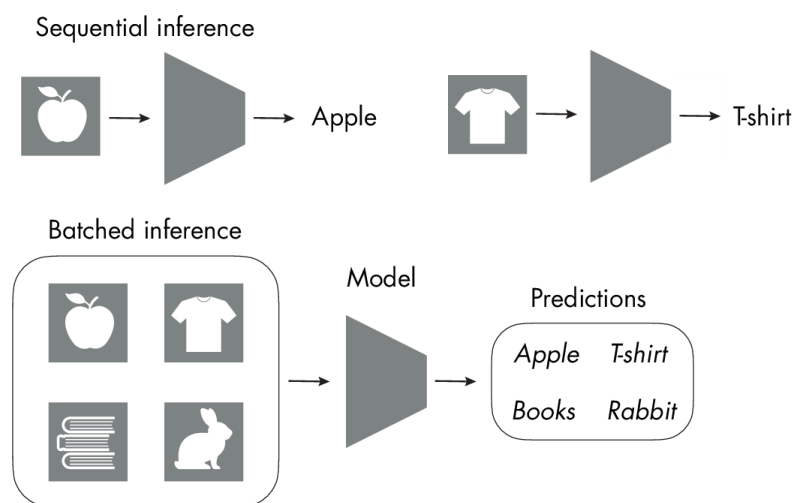 Sequential inference
Apple
T-shirt
Batched inference
Model
Predictions
Apple T-shirt
Books Rabbit